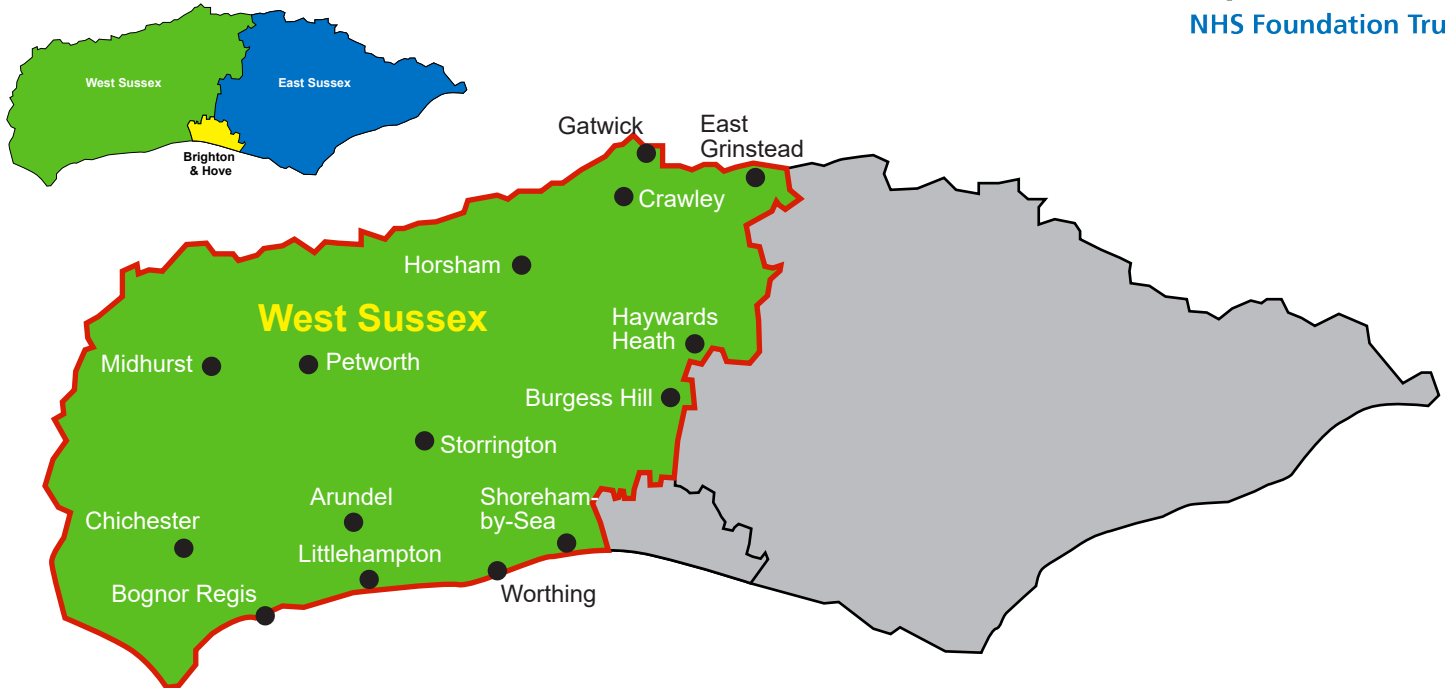 NHS Foundation
West Sussex
East Sussex
Brighton
& Hove
Gatwick
East
Grinstead
Crawley
Horsham
West Sussex
Haywards
Heath
Midhurst
Petworth
Burgess Hill
Storrington
Arundel
Shoreham-
by-Sea
Chichester
Littlehampton
Bognor Regis
Worthing